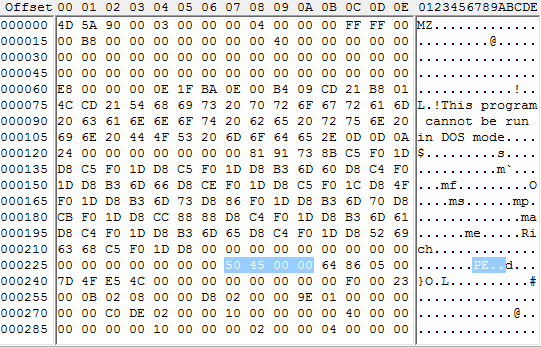 Offset 00 01 02 03 04 05 06 07 08 09 0A 0B 0C 0D 0E 0123456789ABCDE
000000 4D 5A 90 00 03 00 00 00 04 00 00 00 FF FF 00 MZ.............
000015 00 B8 00 00 00 00 00 00 00 40 00 00 00 00 00 .........@.....
000030 00 00 00 00 00 00 00 00 00 00 00 00 00 00 00 ...............
000045 00 00 00 00 00 00 00 00 00 00 00 00 00 00 00 ...............
000060 E8 00 00 00 0E 1F BA 0E 00 B4 09 CD 21 B8 01 ............!..
000075 4C CD 21 54 68 69 73 20 70 72 6F 67 72 61 6D L.!This program
000090 20 63 61 6E 6E 6F 74 20 62 65 20 72 75 6E 20 cannot be run
000105 69 6E 20 44 4F 53 20 6D 6F 64 65 2E 0D 0D 0A in DOS mode....
000120 24 00 00 00 00 00 00 00 81 91 73 8B C5 F0 1D $.........s....
000135 D8 C5 F0 1D D8 C5 F0 1D D8 B3 6D 60 D8 C4 F0 ..........m`...
000150 1D D8 B3 6D 66 D8 CE F0 1D D8 C5 F0 1C D8 4F ...mf.........O
000165 F0 1D D8 B3 6D 73 D8 86 F0 1D D8 B3 6D 70 D8 ....ms......mp.
000180 CB F0 1D D8 CC 88 88 D8 C4 F0 1D D8 B3 6D 61 .............ma
000195 D8 C4 F0 1D D8 B3 6D 65 D8 C4 F0 1D D8 52 69 ......me.....Ri
000210 63 68 C5 F0 1D D8 00 00 00 00 00 00 00 00 00 ch.............
000225 00 00 00 00 00 00 00 50 45 00 00 64 86 05 00 .......PE..d...
000240 7D 4F E5 4C 00 00 00 00 00 00 00 00 F0 00 23 }O.L..........#
000255 00 0B 02 08 00 00 D8 02 00 00 9E 01 00 00 00 ...............
000270 00 00 C0 DE 02 00 00 10 00 00 00 00 40 00 00 ............@..
000285 00 00 00 00 10 00 00 00 02 00 00 04 00 00 00 ...............